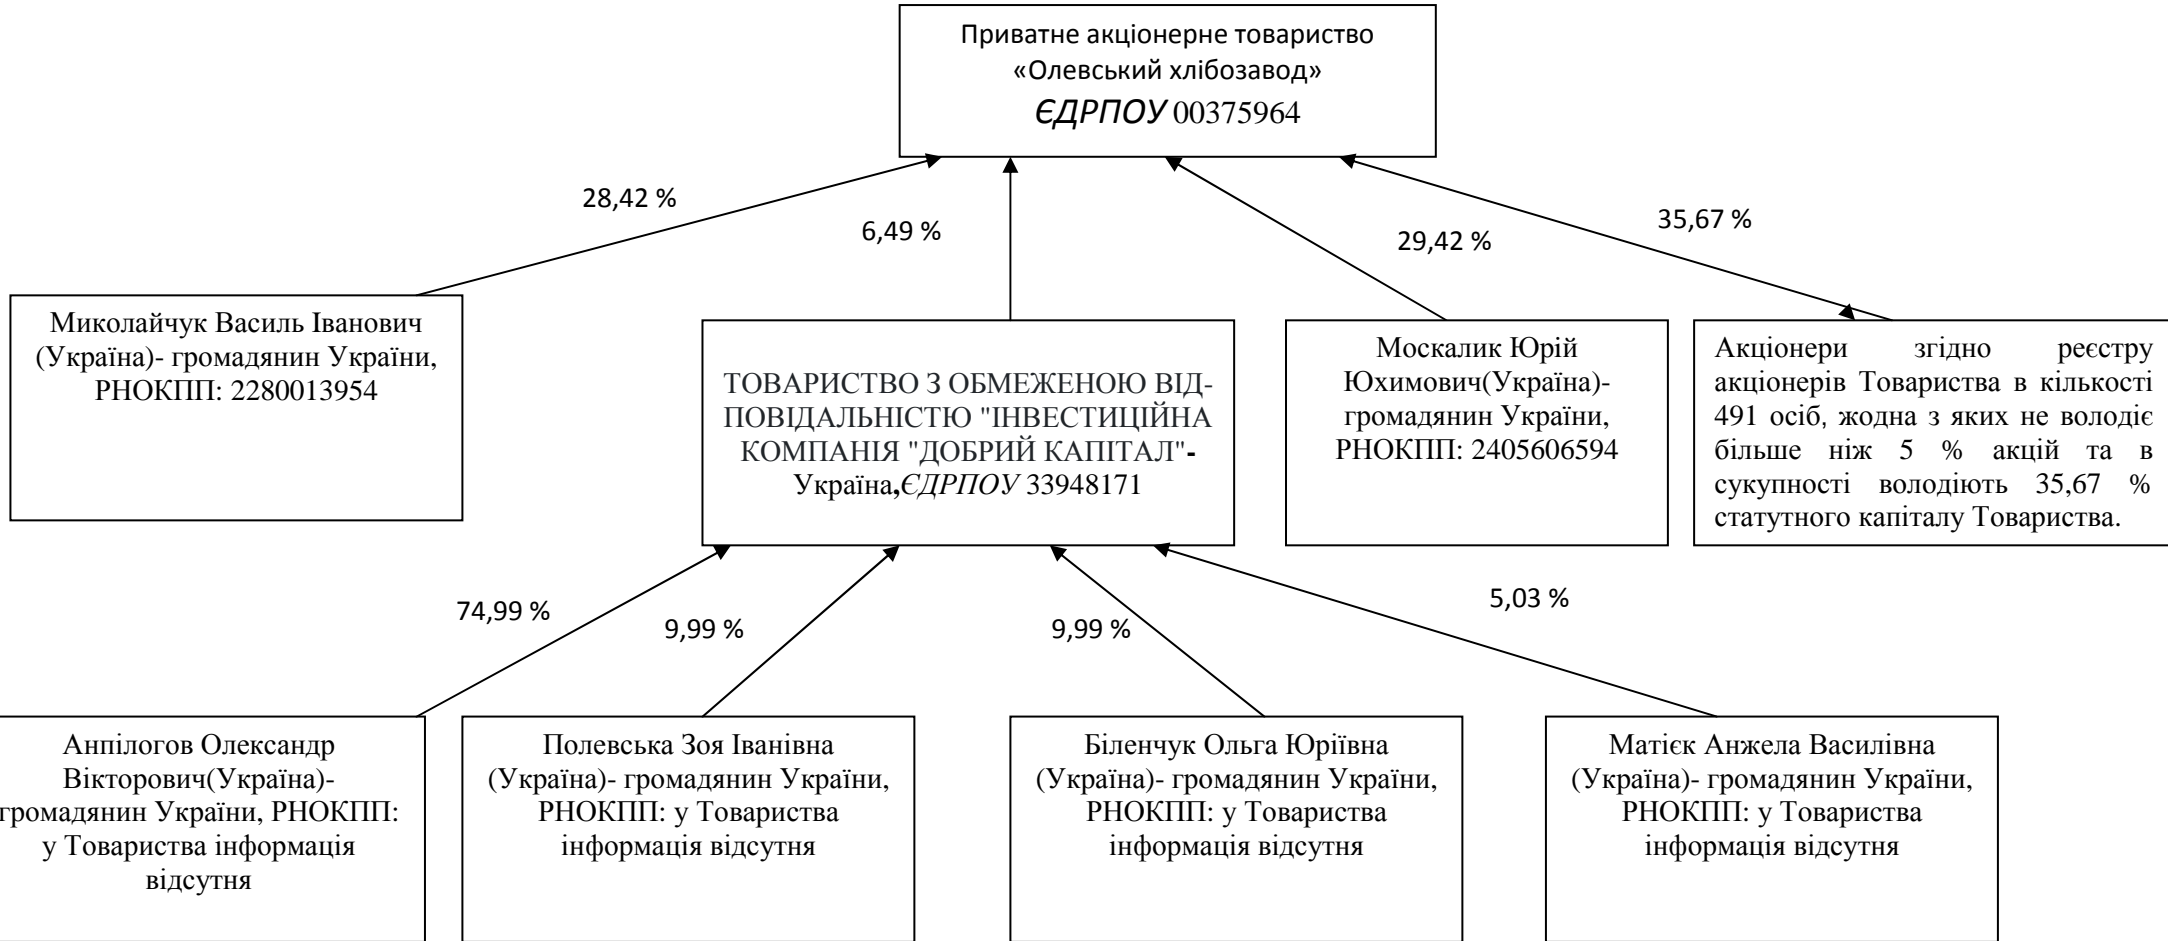 Приватне акціонерне товариство
«Олевський хлібозавод»
ЄДРПОУ 00375964
28,42 %
6,49 %
29,42 %
35,67 %
Миколайчук Василь Іванович
(Україна)- громадянин України,
РНОКПП: 2280013954
ТОВАРИСТВО З ОБМЕЖЕНОЮ ВІД-
ПОВІДАЛЬНІСТЮ "ІНВЕСТИЦІЙНА
КОМПАНІЯ "ДОБРИЙ КАПІТАЛ"-
Україна,ЄДРПОУ 33948171
Москалик Юрій
Юхимович(Україна)-
громадянин України,
РНОКПП: 2405606594
Акціонери згідно реєстру
акціонерів Товариства в кількості
491 осіб, жодна з яких не володіє
більше ніж 5 % акцій та в
сукупності володіють 35,67 %
статутного капіталу Товариства.
74,99 %
9,99 %
9,99 %
5,03 %
Анпілогов Олександр
Вікторович(Україна)-
громадянин України, РНОКПП:
у Товариства інформація
відсутня
Полевська Зоя Іванівна
(Україна)- громадянин України,
РНОКПП: у Товариства
інформація відсутня
Біленчук Ольга Юріївна
(Україна)- громадянин України,
РНОКПП: у Товариства
інформація відсутня
Матієк Анжела Василівна
(Україна)- громадянин України,
РНОКПП: у Товариства
інформація відсутня